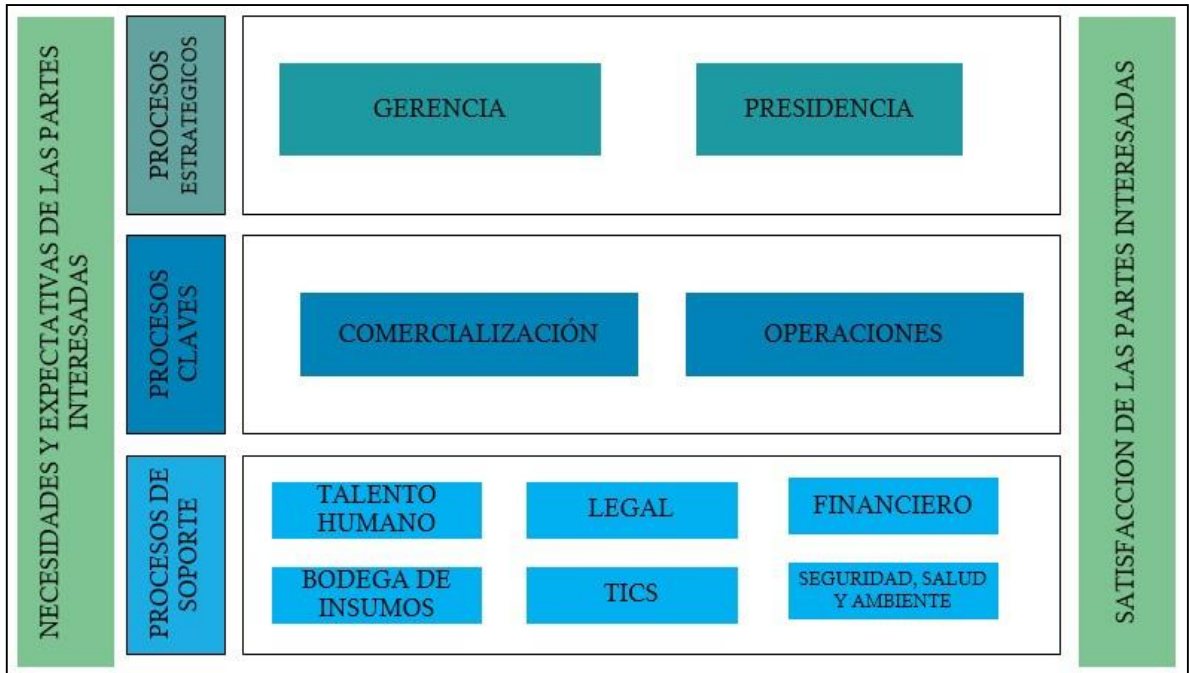 NECESIDADES Y EXPECTATIVAS DE LAS PARTES
INTERESADAS
PROCESOS
ESTRATEGICOS
GERENCIA
PRESIDENCIA
PROCESOS
CLAVES
COMERCIALIZACIÓN
OPERACIONES
PROCESOS DE
SOPORTE
TALENTO
HUMANO
LEGAL
FINANCIERO
BODEGA DE
INSUMOS
TICS
SEGURIDAD, SALUD
Y AMBIENTE
SATISFACCION DE LAS PARTES INTERESADAS